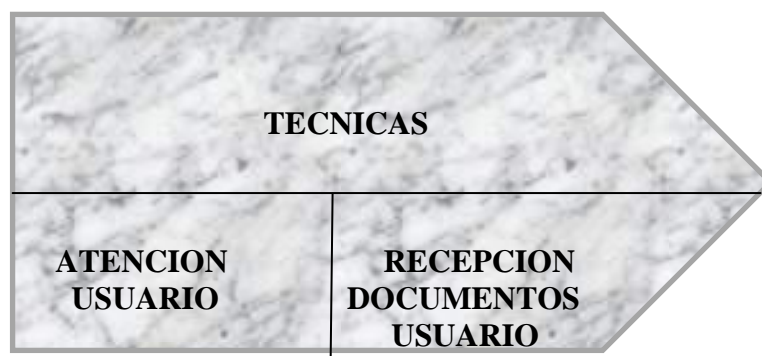 TECNICAS
ATENCION
USUARIO
RECEPCION
DOCUMENTOS
USUARIO